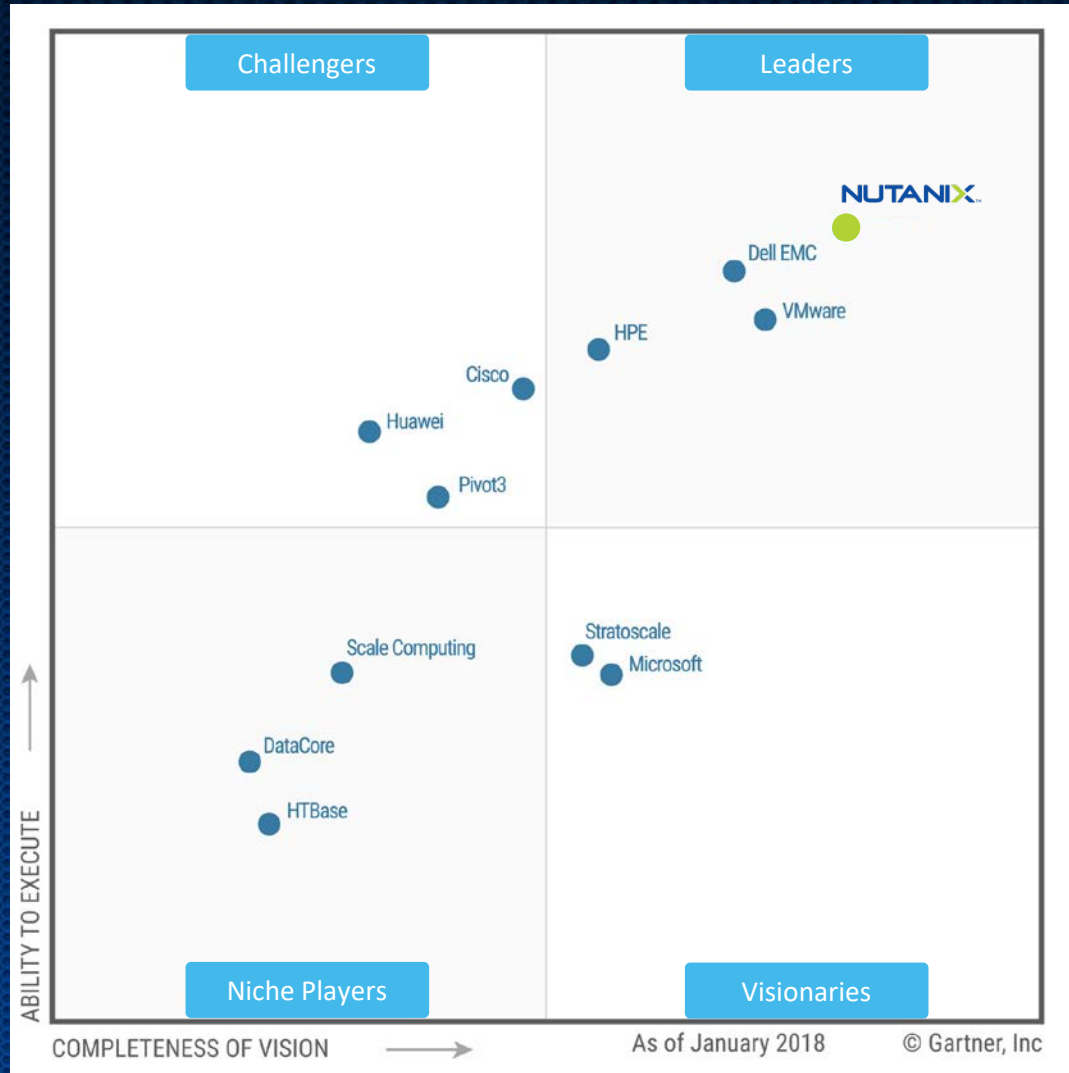 Challengers
Leaders
NUTANIX™
Dell EMC
VMware
HPE
Cisco
Huawei
Pivot3
Stratoscale
Scale Computing
Microsoft
DataCore
HTBase
ABILITY TO EXECUTE
Niche Players
Visionaries
COMPLETENESS OF VISION
As of January 2018
© Gartner, Inc